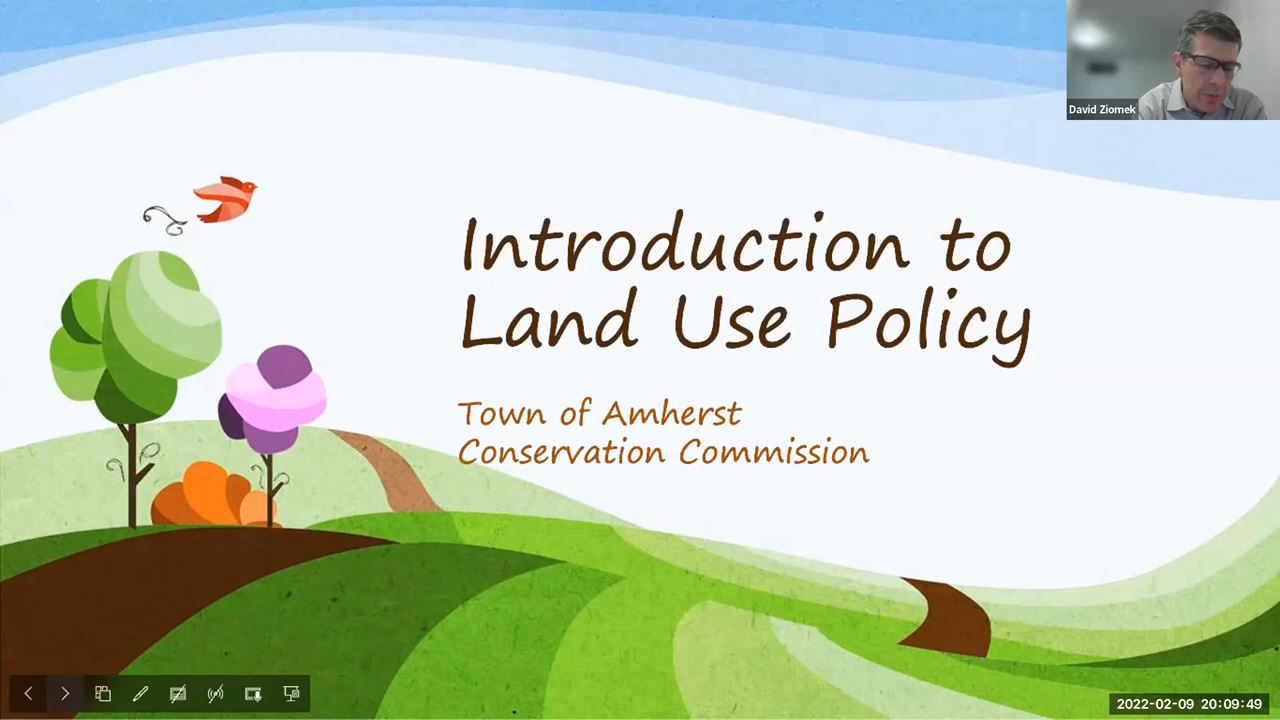 David Ziomek
Introduction to
Land Use Policy
Town of Amherst
Conservation Commission
2022-02-09 20:09:49